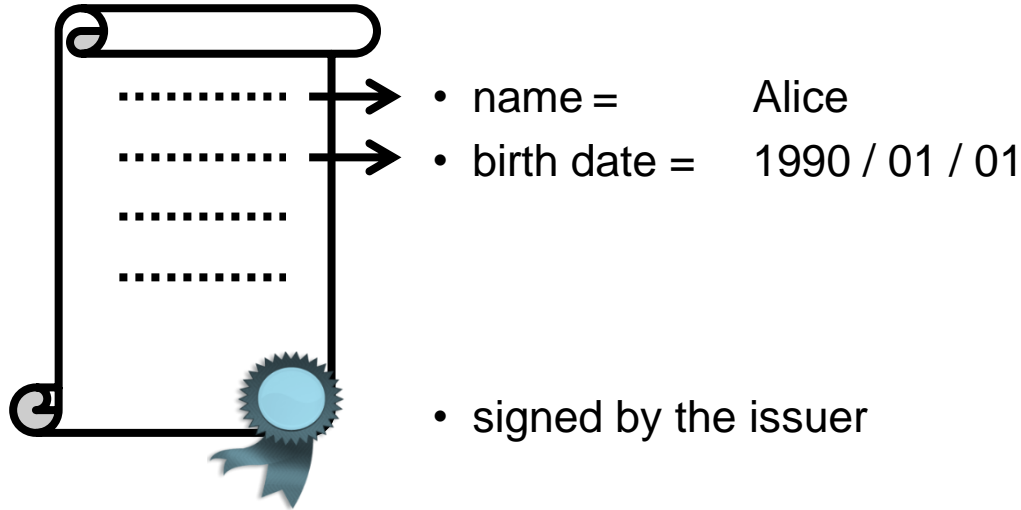 • name = Alice
• birth date = 1990 / 01 / 01
• signed by the issuer